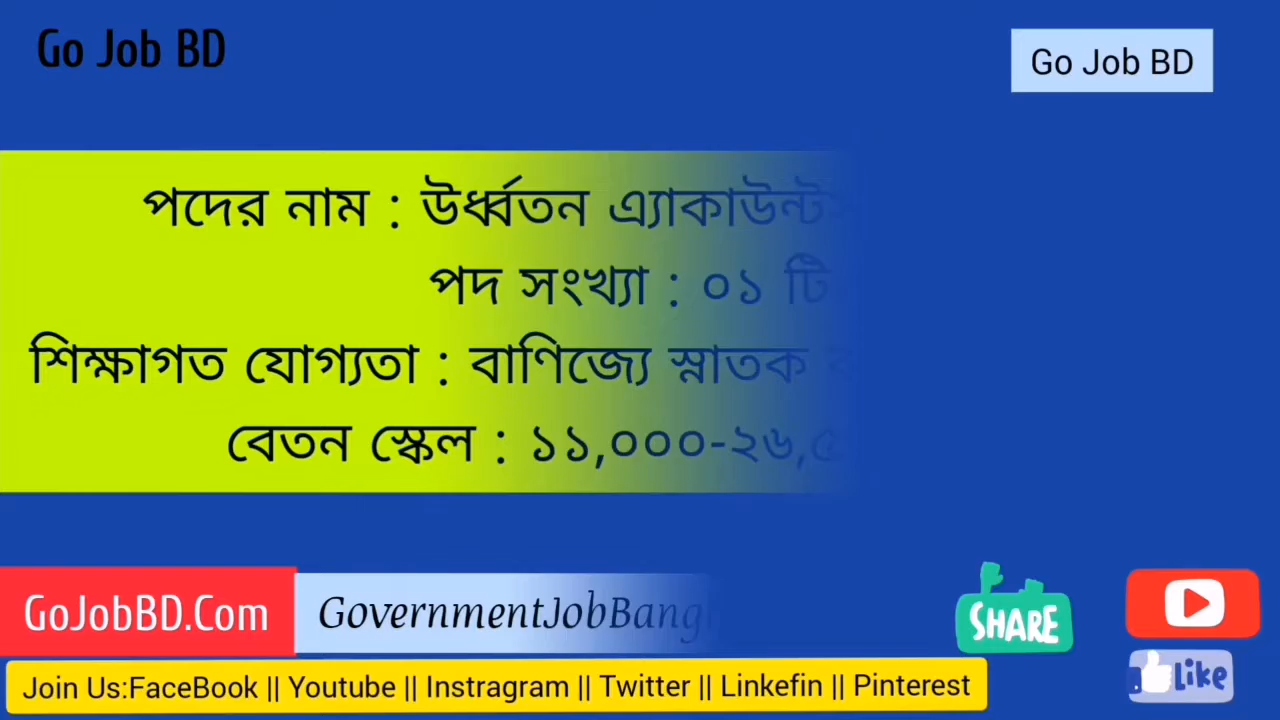 Go Job BD
Go Job BD
পদের নাম : উর্ধ্বতন
পদ সংখ্যা : ০১ টি
শিক্ষাগত যোগ্যতা : বাণিজ্যে স্নাতক
বেতন স্কেল : ১১,০০০-২৬,৫
GoJobBD.Com
GovernmentJobBang
SHARE
Like
Join Us:FaceBook || Youtube || Instragram || Twitter || Linkefin || Pinterest